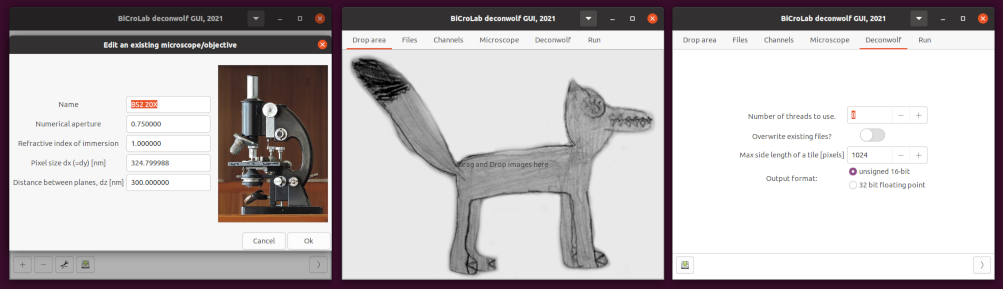 BiCroLab deconwolf GUI, 2021
Edit an existing microscope/objective
Name
BS2 20X
Numerical aperture
0.750000
Refractive index of immersion
1.000000
Pixel size dx (=dy) [nm]
324.799988
Distance between planes, dz [nm]
300.000000
Cancel
Ok
BiCroLab deconwolf GUI, 2021
Drop area
Files
Channels
Microscope
Deconwolf
Run
Drag and Drop images here
BiCroLab deconwolf GUI, 2021
Drop area
Files
Channels
Microscope
Deconwolf
Run
Number of threads to use.
8
Overwrite existing files?
Max side length of a tile [pixels]
1024
Output format:
unsigned 16-bit
32 bit floating point